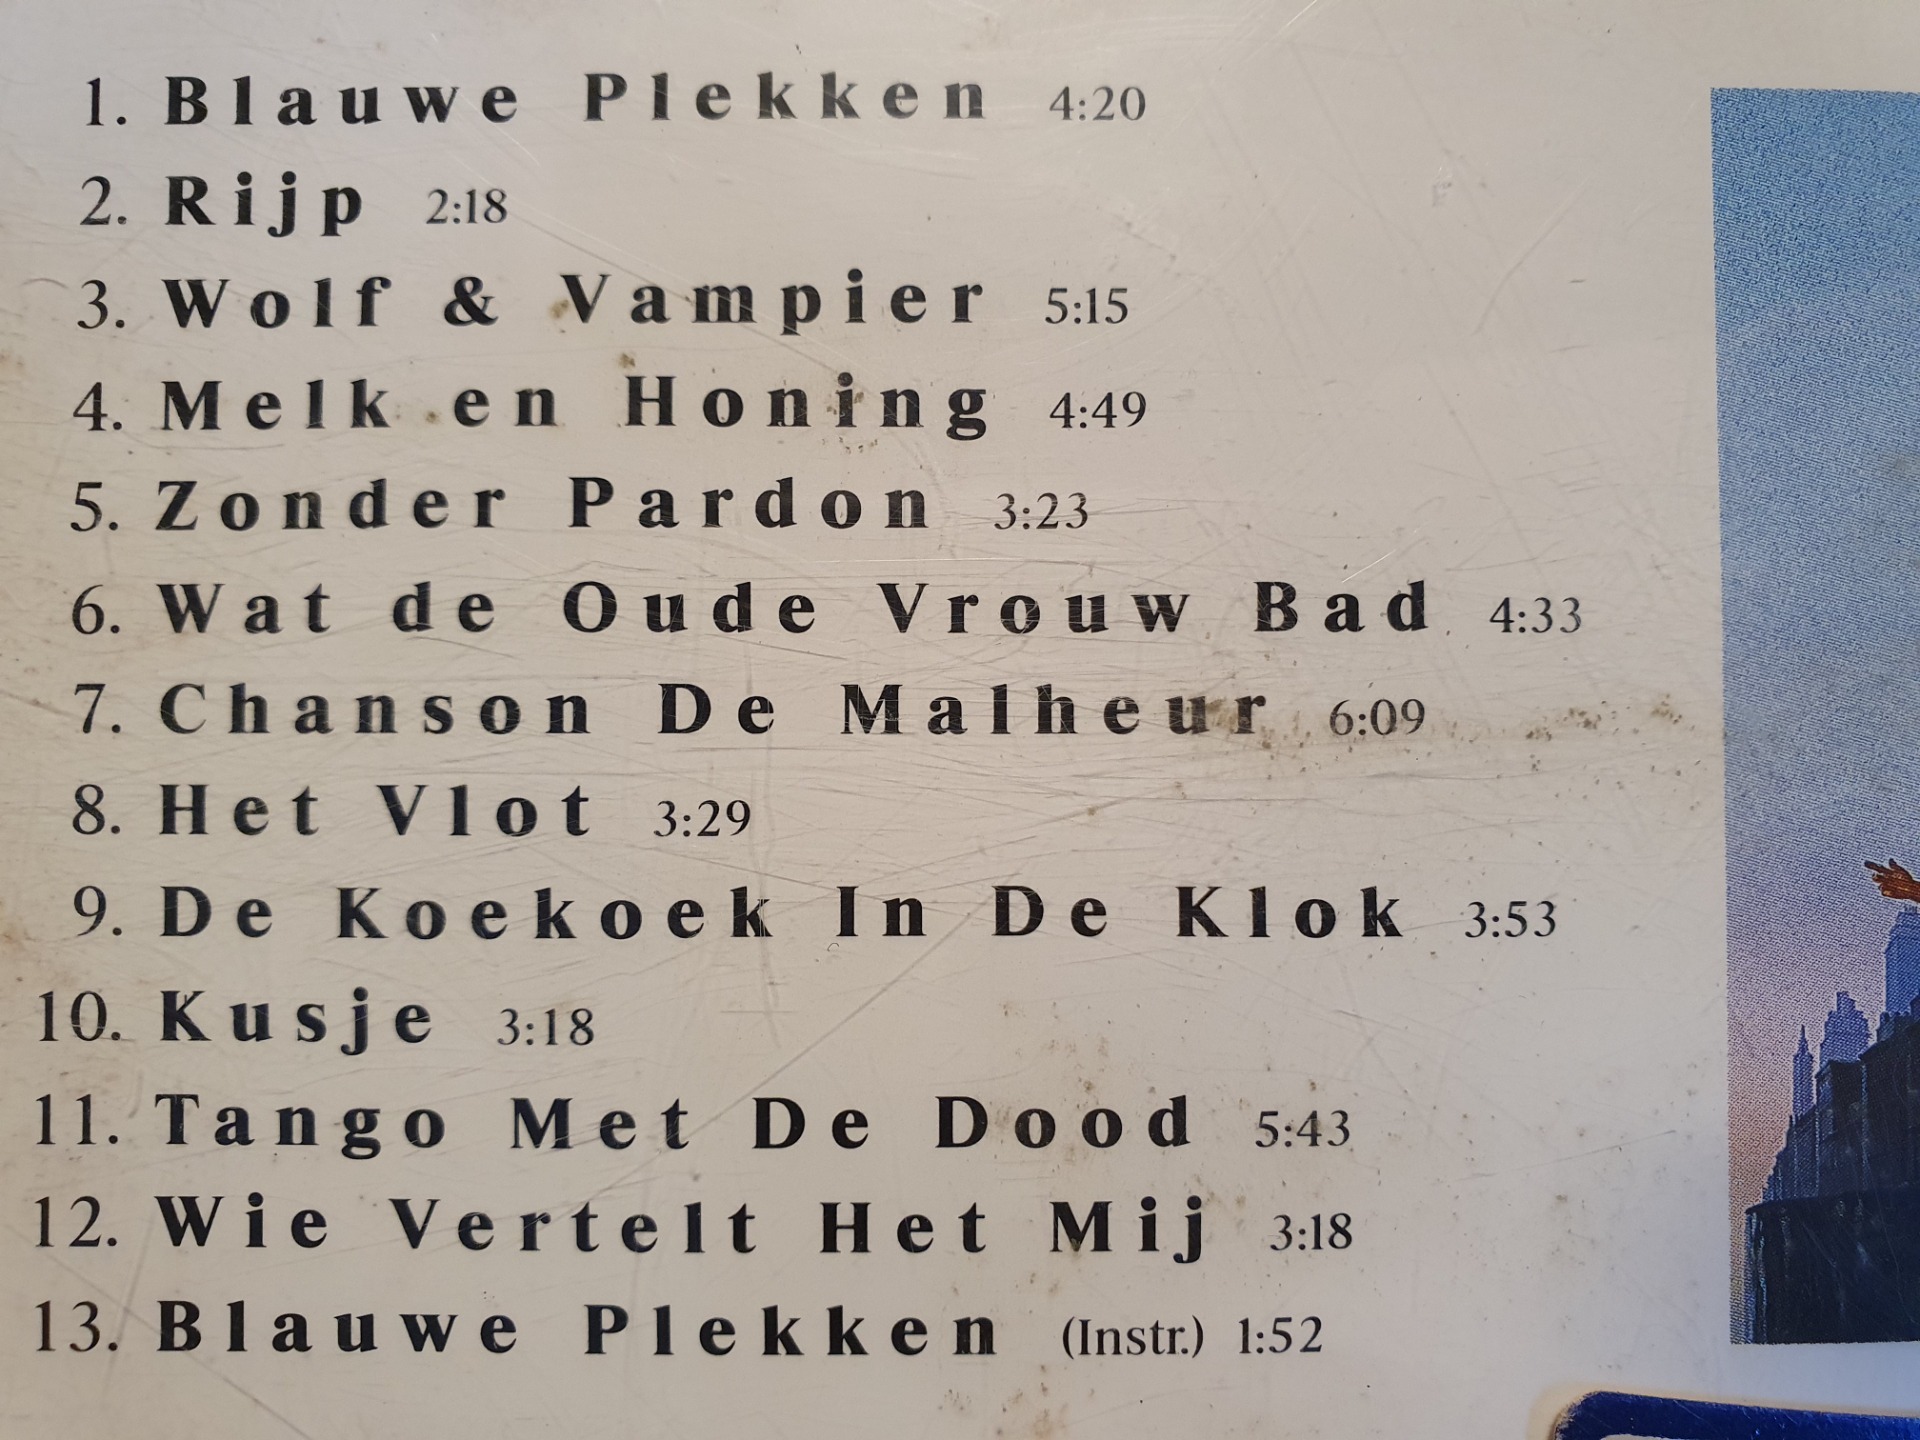 1. Blauwe Plekken 4:20
2. Rijp 2:18
3. Wolf & Vampier 5:15
4. Melk en Honing 4:49
5. Zonder Pardon 3:23
6. Wat de Oude Vrouw Bad 4:33
7. Chanson De Malheur 6:09
8. Het Vlot 3:29
9. De Koekoek In De Klok 3:53
10. Kusje 3:18
11. Tango Met De Dood 5:43
12. Wie Vertelt Het Mij 3:18
13. Blauwe Plekken (Instr.) 1:52